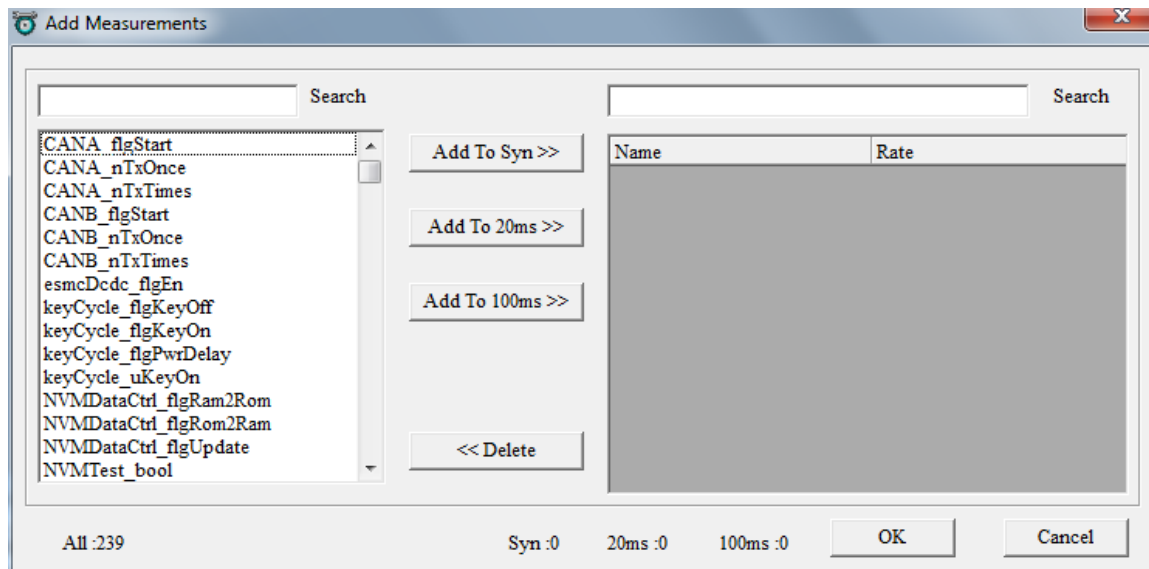 Add Measurements
Search
Search
CANA_flgStart
CANA_nTxOnce
CANA_nTxTimes
CANB_flgStart
CANB_nTxOnce
CANB_nTxTimes
esmcDcdc_flgEn
keyCycle_flgKeyOff
keyCycle_flgKeyOn
keyCycle_flgPwrDelay
keyCycle_uKeyOn
NVMDataCtrl_flgRam2Rom
NVMDataCtrl_flgRom2Ram
NVMDataCtrl_flgUpdate
NVMTest_bool
Add To Syn >>
Add To 20ms >>
Add To 100ms >>
<< Delete
Name Rate
All :239 Syn :0 20ms :0 100ms :0 OK Cancel